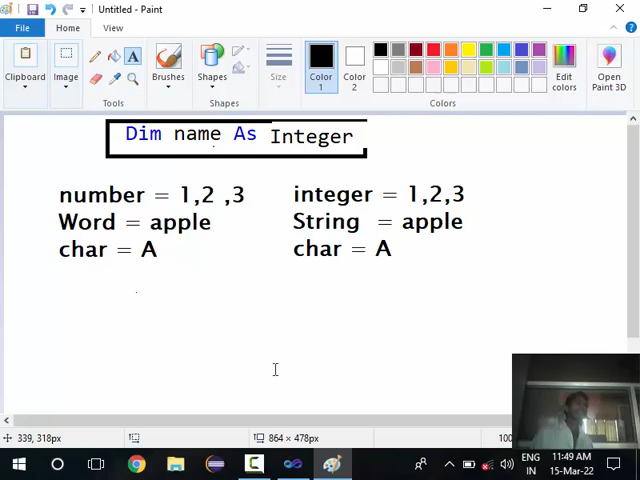 Untitled - Paint
File Home View
Clipboard
Image
Tools
Brushes
Shapes
Shapes
Size
Color
1
Color
2
Colors
Edit
colors
Open
Paint 3D
Dim name As Integer
number = 1,2 ,3
Word = apple
char = A
integer = 1,2,3
String = apple
char = A
339, 318px
864 × 478px
100
ENG
IN
11:49 AM
15-Mar-22